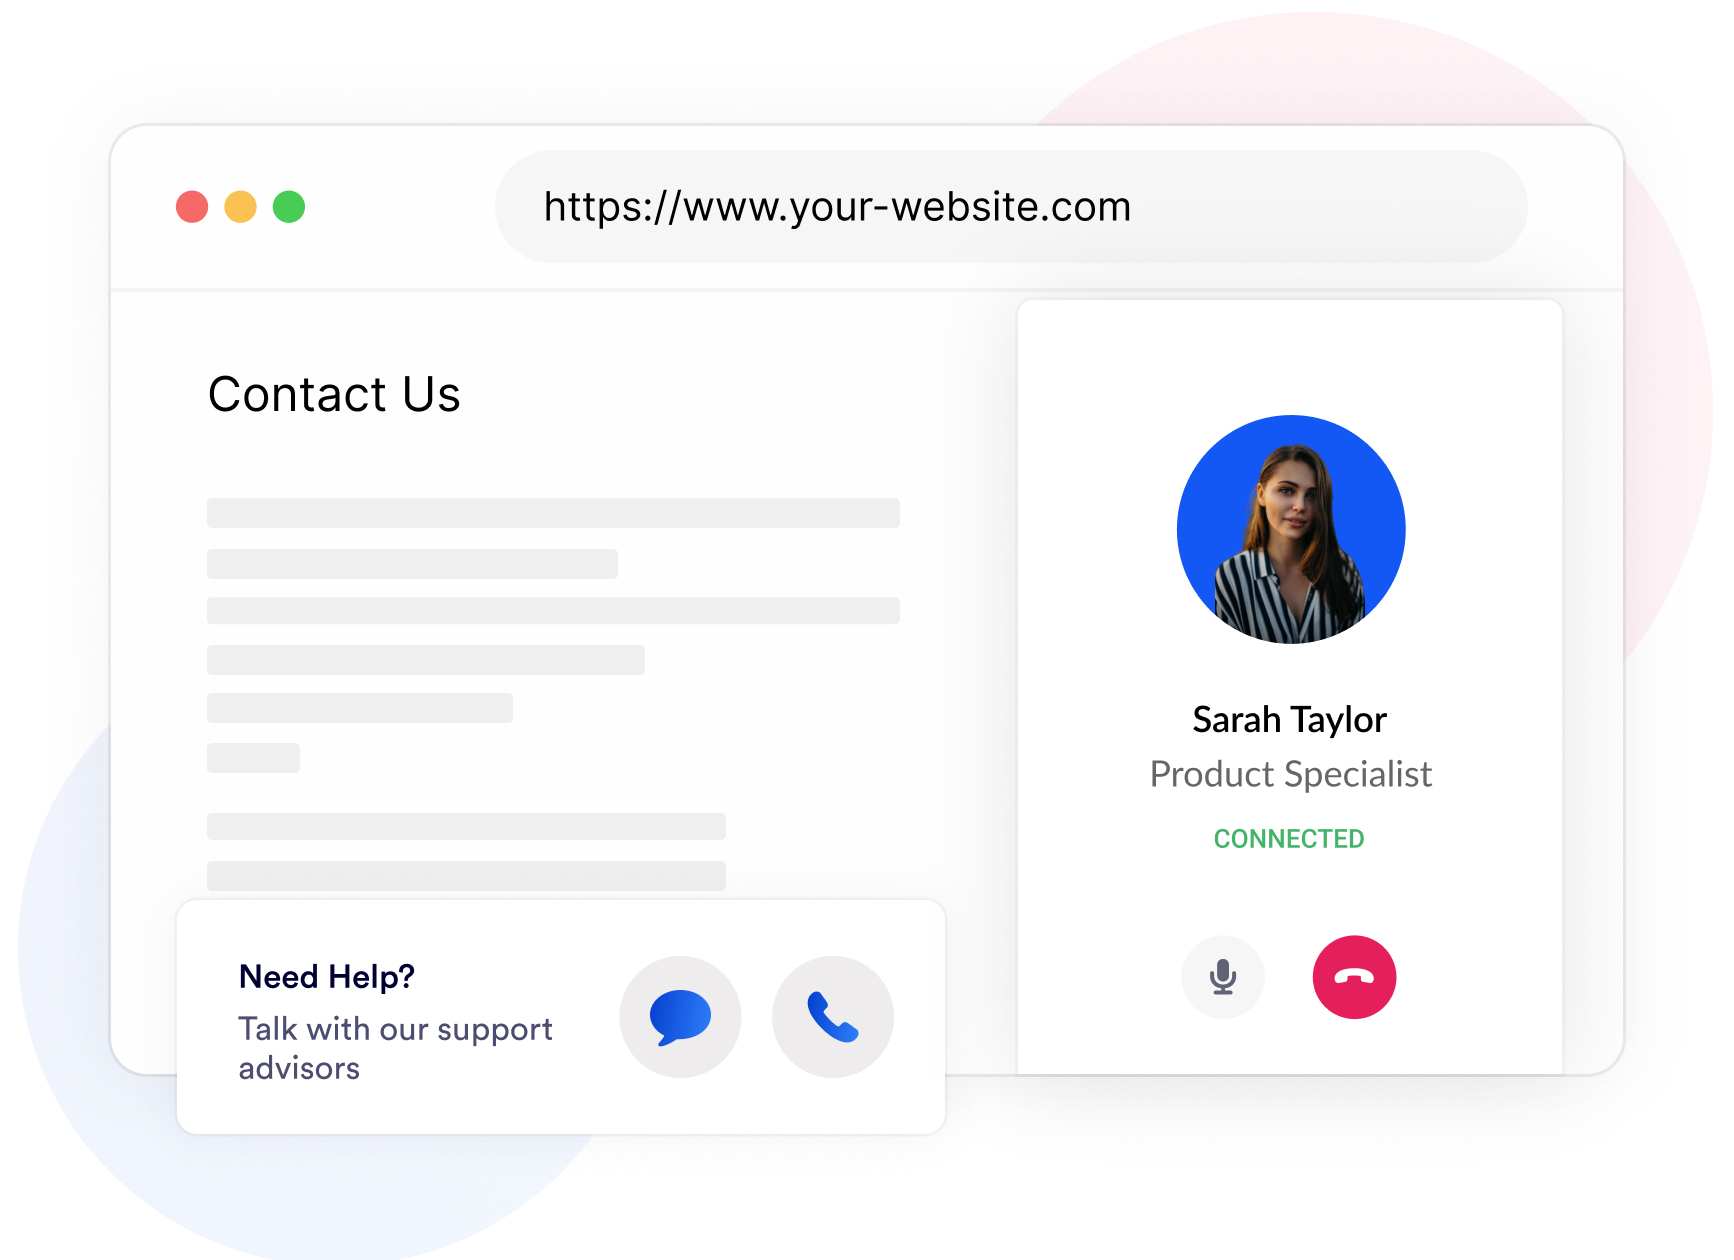 https://www.your-website.com
Contact Us
Sarah Taylor
Product Specialist
CONNECTED
Need Help?
Talk with our support
advisors